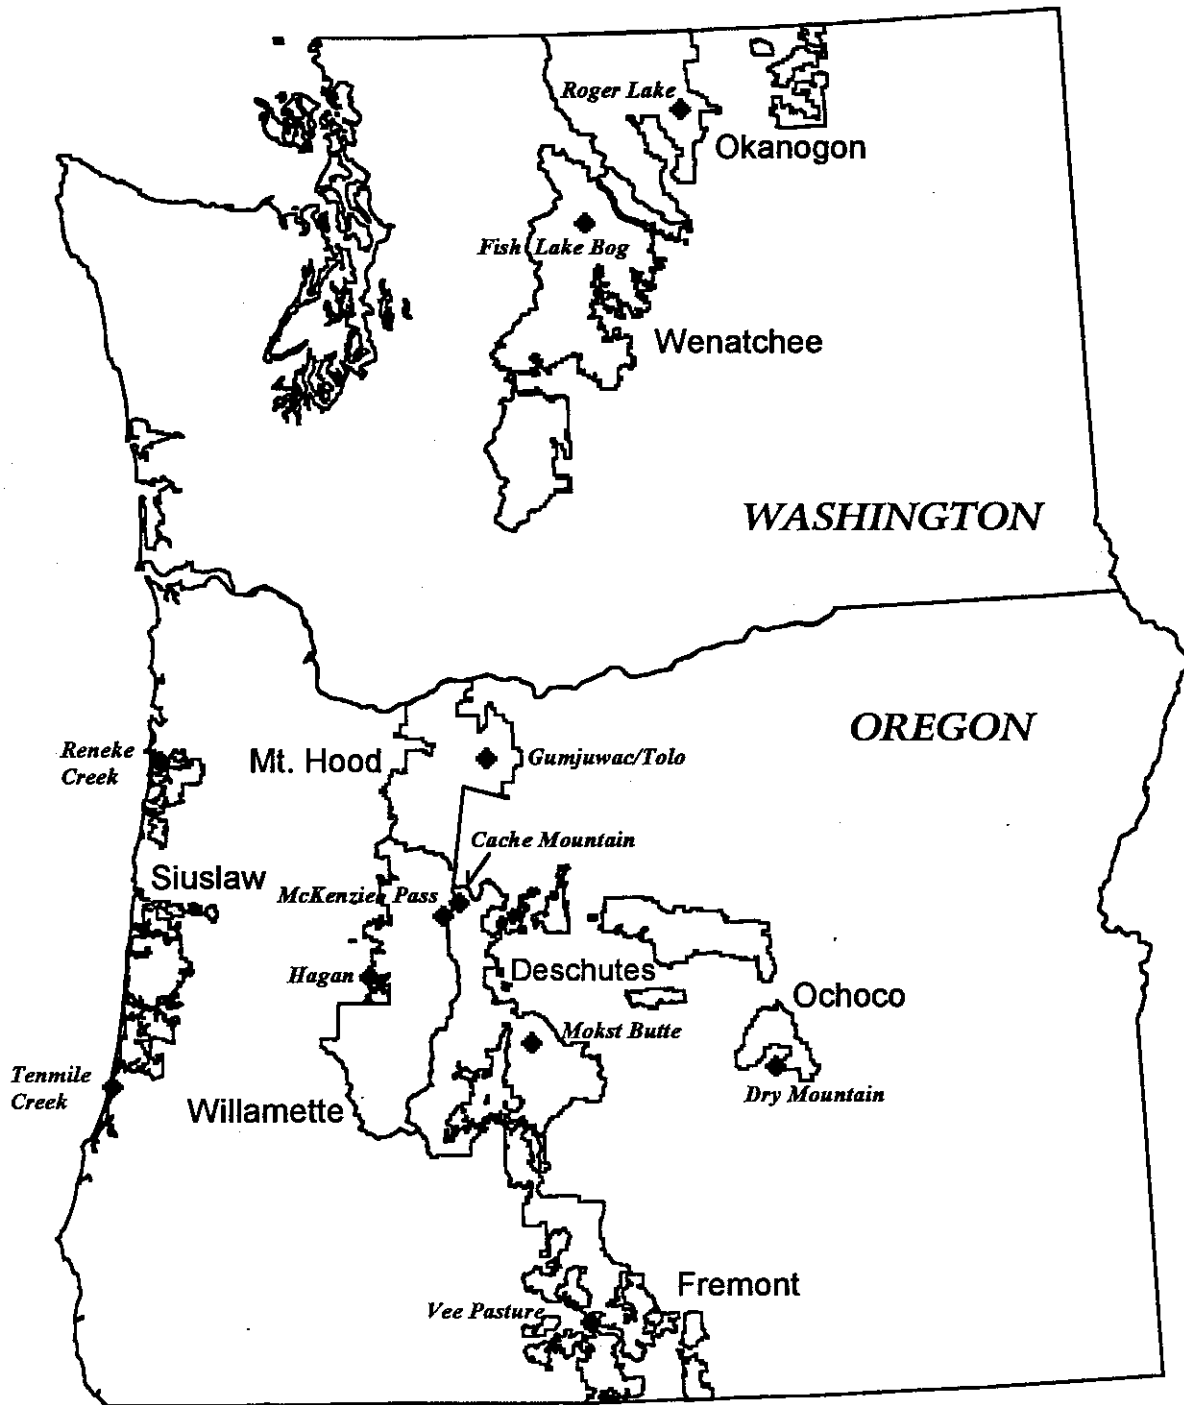 Roger Lake
Okanogon
Fish Lake Bog
Wenatchee
WASHINGTON
OREGON
Reneke
Creek
Mt. Hood
Gumjuwac/Tolo
Cache Mountain
Siuslaw
McKenzie Pass
Hagan
Deschutes
Ochoco
Mokst Butte
Tenmile
Creek
Willamette
Dry Mountain
Fremont
Vee Pasture